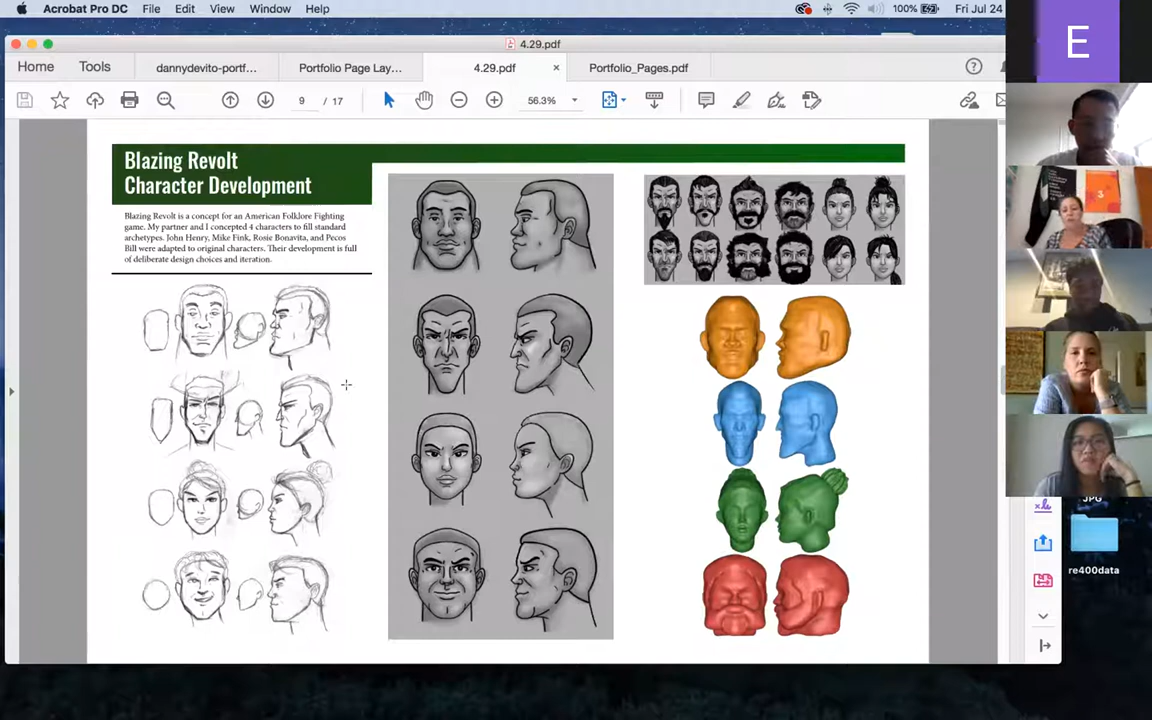 Acrobat Pro DC File Edit View Window Help 100% Fri Jul 24
4.29.pdf
Home Tools dannydevito-portf... Portfolio Page Lay... 4.29.pdf × Portfolio_Pages.pdf
9 / 17 56.3%
E
Blazing Revolt
Character Development
Blazing Revolt is a concept for an American Folklore Fighting
game. My partner and I concepted 4 characters to fill standard
archetypes. John Henry, Mike Fink, Rosie Bonavita, and Pecos
Bill were adapted to original characters. Their development is full
of deliberate design choices and iteration.
JPG
re400data